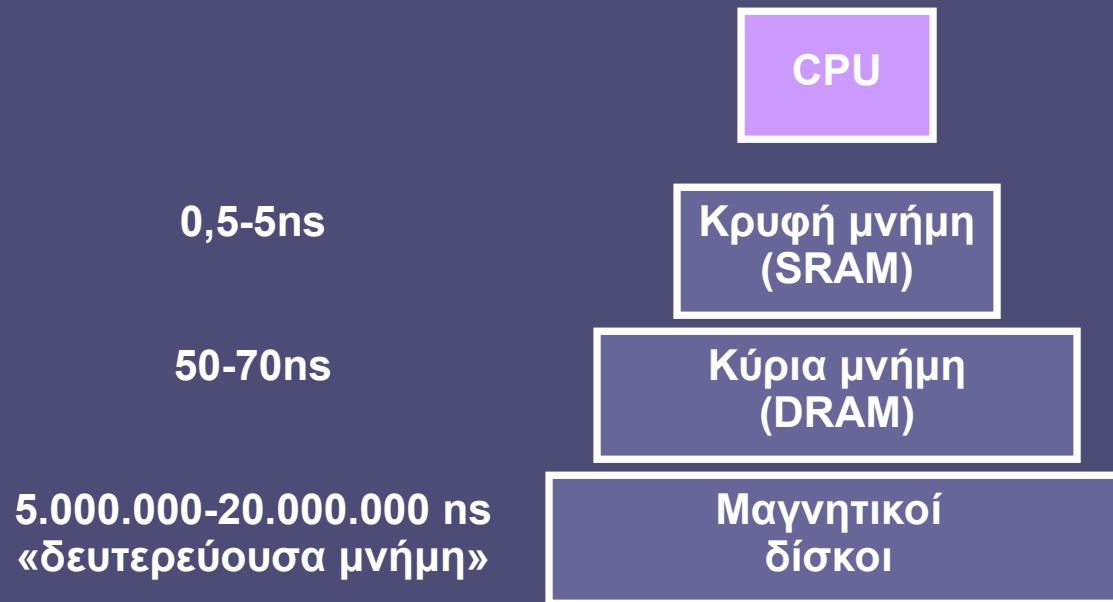 CPU
0,5-5ns
Κρυφή μνήμη
(SRAM)
50-70ns
Κύρια μνήμη
(DRAM)
5.000.000-20.000.000 ns
«δευτερεύουσα μνήμη»
Μαγνητικοί
δίσκοι